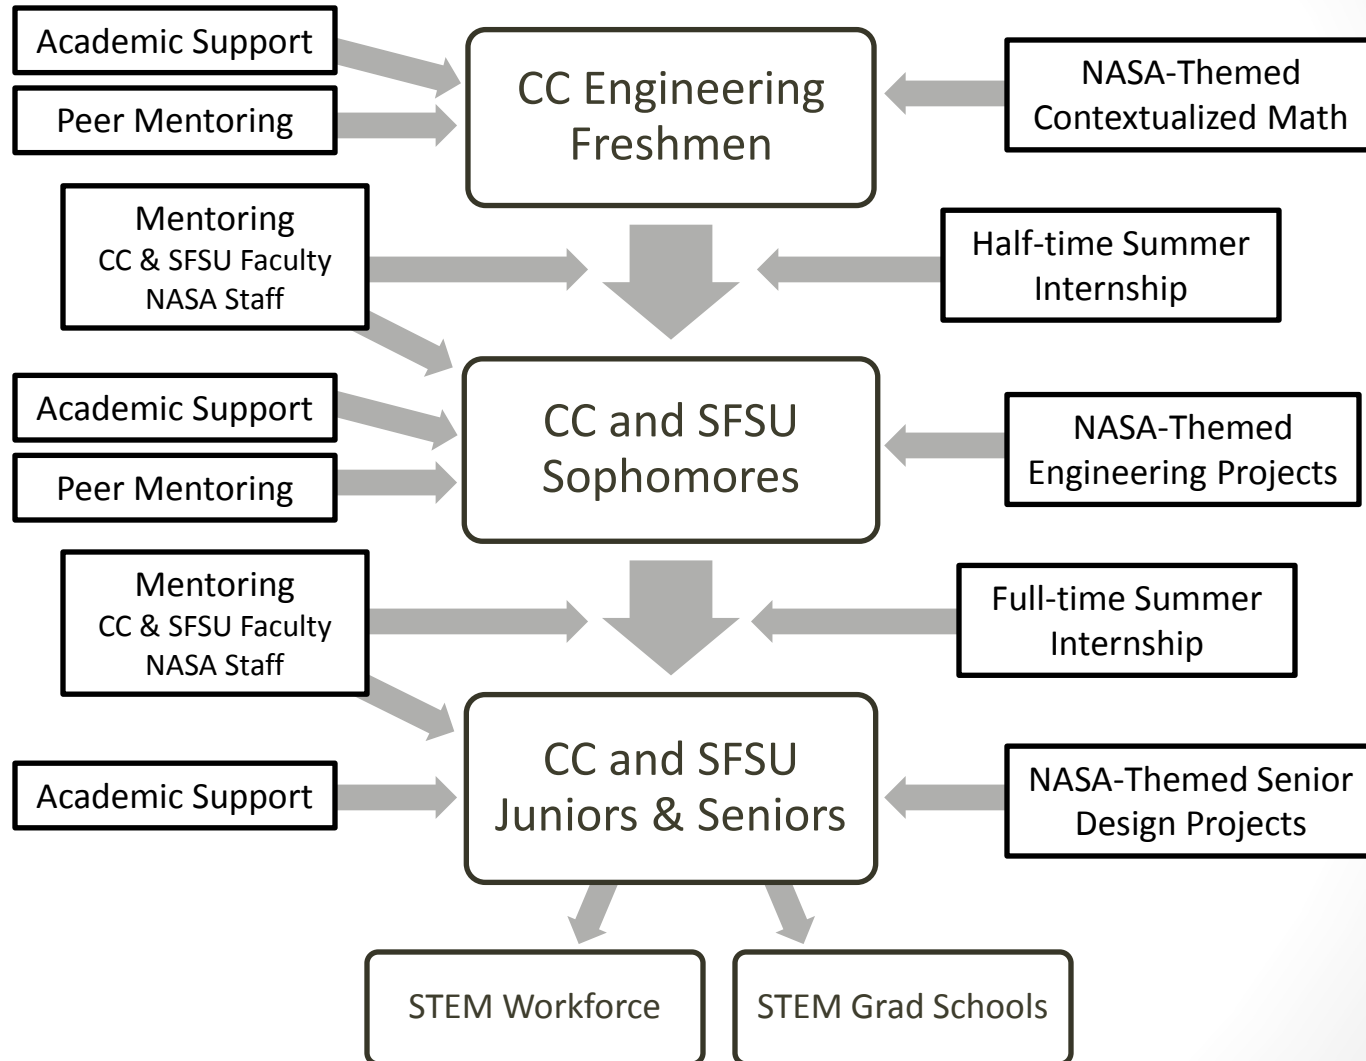 Academic Support
Peer Mentoring
CC Engineering
Freshmen
NASA-Themed
Contextualized Math
Mentoring
CC & SFSU Faculty
NASA Staff
Half-time Summer
Internship
Academic Support
Peer Mentoring
CC and SFSU
Sophomores
NASA-Themed
Engineering Projects
Mentoring
CC & SFSU Faculty
NASA Staff
Full-time Summer
Internship
Academic Support
CC and SFSU
Juniors & Seniors
NASA-Themed Senior
Design Projects
STEM Workforce
STEM Grad Schools